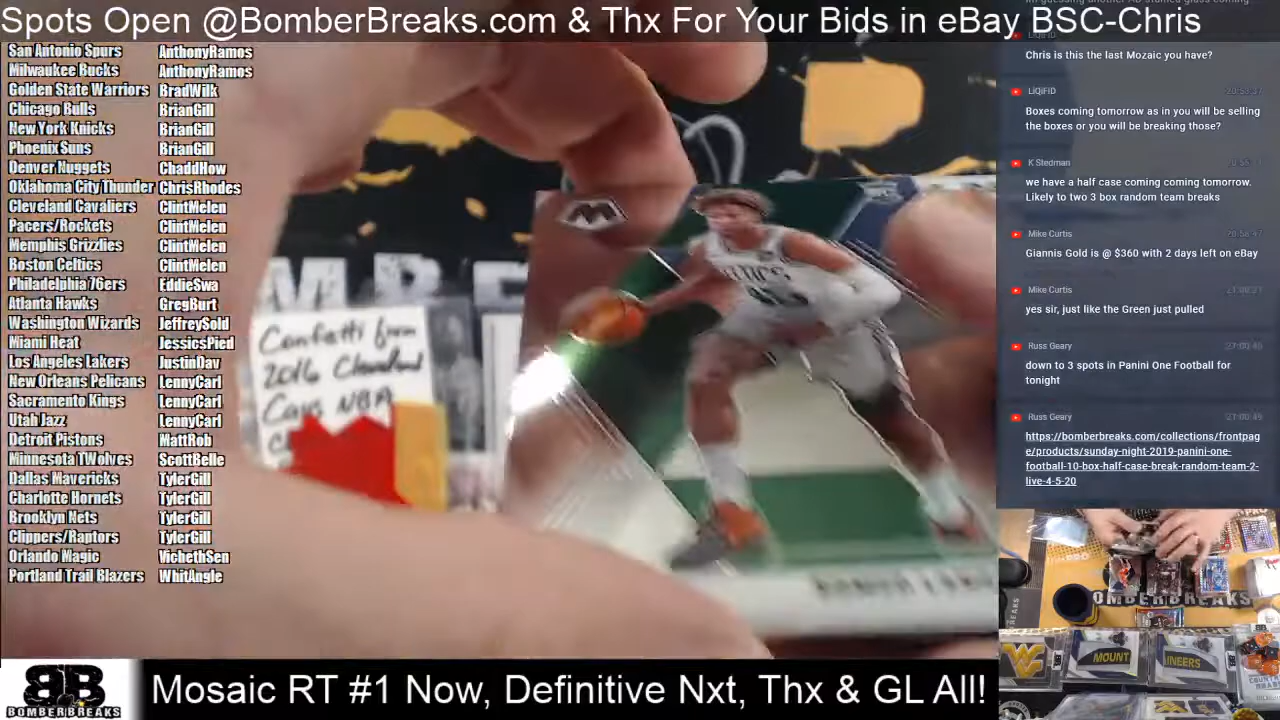 Spots Open @BomberBreaks.com & Thx For Your Bids in eBay BSC-Chris
San Antonio Spurs AnthonyRamos
Milwaukee Bucks AnthonyRamos
Golden State Warriors BradWilk
Chicago Bulls BrianGill
New York Knicks BrianGill
Phoenix Suns BrianGill
Denver Nuggets ChaddHow
Oklahoma City Thunder ChrisRhodes
Cleveland Cavaliers ClintMelen
Pacers/Rockets ClintMelen
Memphis Grizzlies ClintMelen
Boston Celtics ClintMelen
Philadelphia 76ers EddieSwa
Atlanta Hawks GregBurt
Washington Wizards JeffreySold
Miami Heat JessicsPied
Los Angeles Lakers JustinDav
New Orleans Pelicans LennyCarl
Sacramento Kings LennyCarl
Utah Jazz LennyCarl
Detroit Pistons MattRob
Minnesota TWolves ScottBelle
Dallas Mavericks TylerGill
Charlotte Hornets TylerGill
Brooklyn Nets TylerGill
Clippers/Raptors TylerGill
Orlando Magic VichethSen
Portland Trail Blazers WhitAngle
Confetti from
2016 Cleveland
Cavs NBA
M
LiQiFID
Chris is this the last Mozaic you have?
LiQiFID
Boxes coming tomorrow as in you will be selling
the boxes or you will be breaking those?
K Stedman
we have a half case coming coming tomorrow.
Likely to two 3 box random team breaks
Mike Curtis
Giannis Gold is @ $360 with 2 days left on eBay
Mike Curtis
yes sir, just like the Green just pulled
Russ Geary
down to 3 spots in Panini One Football for
tonight
Russ Geary
https://bomberbreaks.com/collections/frontpag
e/products/sunday-night-2019-panini-one-
football-10-box-half-case-break-random-team-2-
live-4-5-20
BOMBERBREAKS
MOUNT
AINEERS
BB
BOMBERBREAKS
Mosaic RT #1 Now, Definitive Nxt, Thx & GL All!